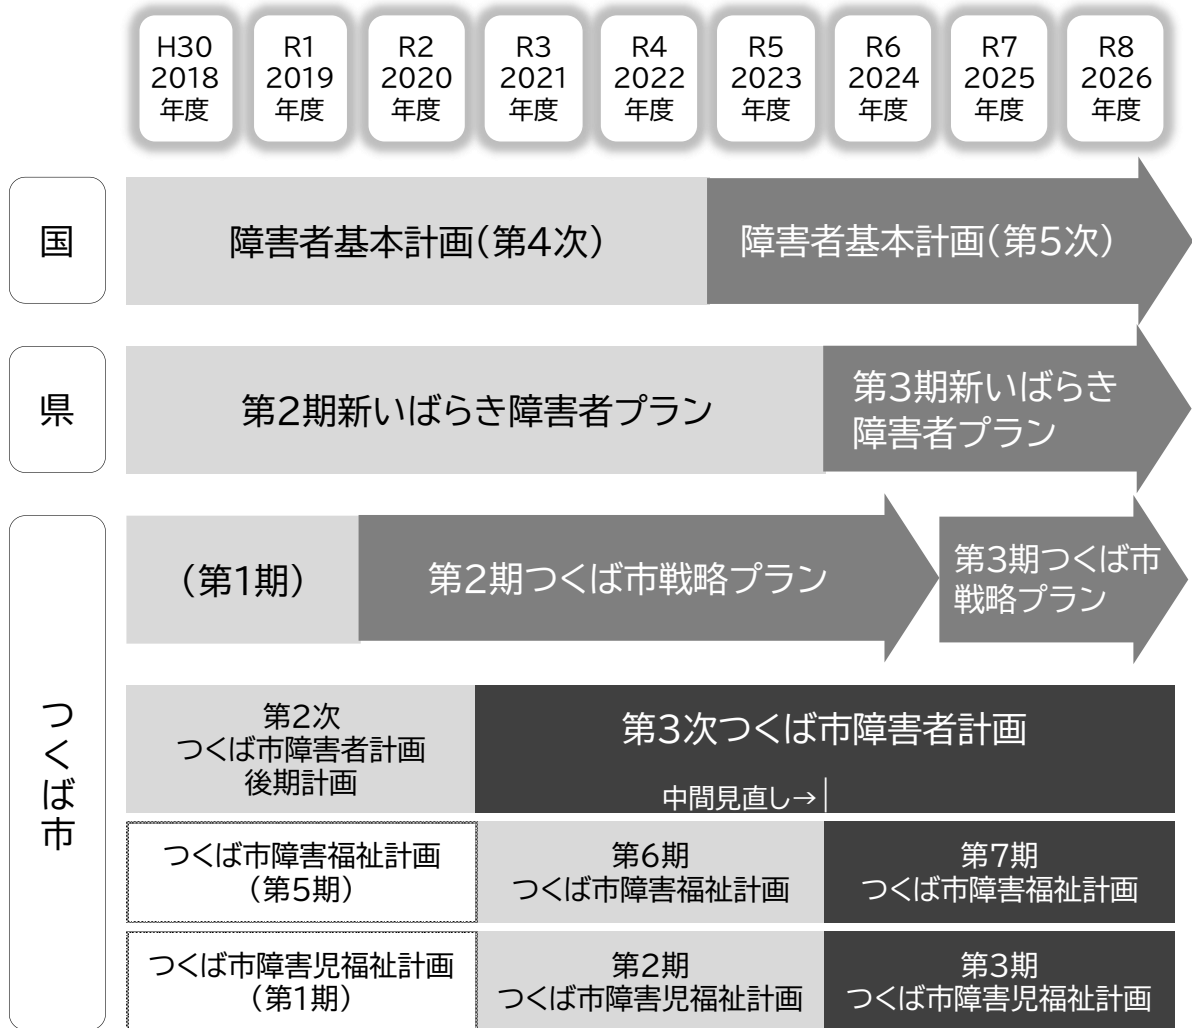 H30
2018
年度
R1
2019
年度
R2
2020
年度
R3
2021
年度
R4
2022
年度
R5
2023
年度
R6
2024
年度
R7
2025
年度
R8
2026
年度
国
障害者基本計画(第4次)
障害者基本計画(第5次)
県
第2期新いばらき障害者プラン
第3期新いばらき
障害者プラン
つくば市
(第1期)
第2期つくば市戦略プラン
第3期つくば市
戦略プラン
第2次
つくば市障害者計画
後期計画
第3次つくば市障害者計画
中間見直し→
つくば市障害福祉計画
(第5期)
第6期
つくば市障害福祉計画
第7期
つくば市障害福祉計画
つくば市障害児福祉計画
(第1期)
第2期
つくば市障害児福祉計画
第3期
つくば市障害児福祉計画